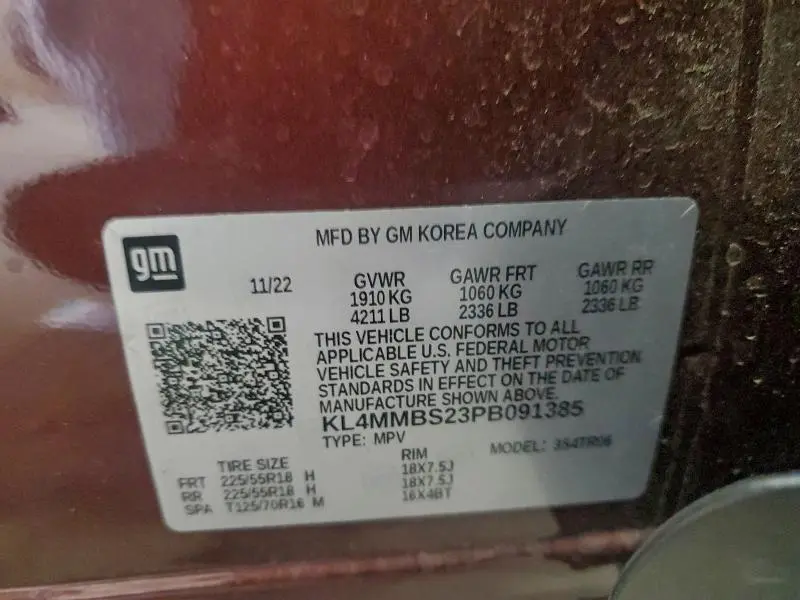 MFD BY GM KOREA COMPANY
gm
11/22
GVWR GAWR FRT GAWR RR
1910 KG 1060 KG 1060 KG
4211 LB 2336 LB 2336 LB
THIS VEHICLE CONFORMS TO ALL
APPLICABLE U.S. FEDERAL MOTOR
VEHICLE SAFETY AND THEFT PREVENTION
STANDARDS IN EFFECT ON THE DATE OF
MANUFACTURE SHOWN ABOVE.
KL4MMBS23PB091385
TYPE: MPV MODEL:
TIRE SIZE RIM
FRT 225/55R18 H 18X7.5J
RR 225/55R18 H 18X7.5J
SPA T125/70R16 M 16X4BT